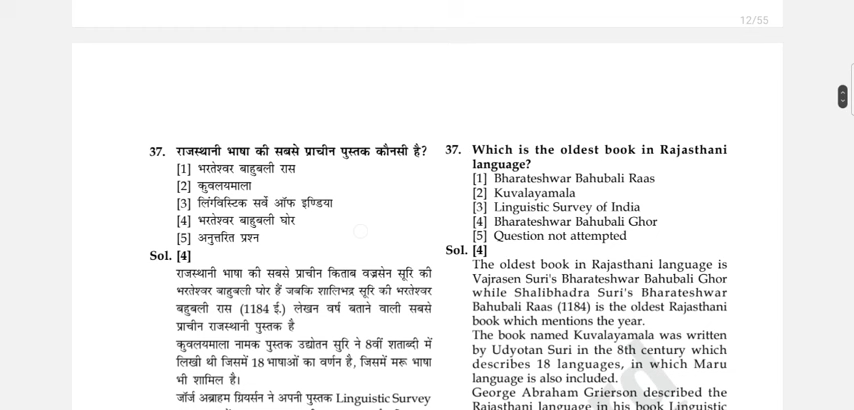 12/55
37. राजस्थानी भाषा की सबसे प्राचीन पुस्तक कौनसी है?
[1] भरतेश्वर बाहुबली रास
[2] कुवलयमाला
[3] लिंगविस्टिक सर्वे ऑफ इण्डिया
[4] भरतेश्वर बाहुबली घोर
[5] अनुत्तरित प्रश्न
Sol. [4]
राजस्थानी भाषा की सबसे प्राचीन किताब वज्रसेन सूरि की
भरतेश्वर बाहुबली घोर हैं जबकि शालिभद्र सूरि की भरतेश्वर
बहुबली रास (1184 ई.) लेखन वर्ष बताने वाली सबसे
प्राचीन राजस्थानी पुस्तक है
कुवलयमाला नामक पुस्तक उद्योतन सुरि ने 8वीं शताब्दी में
लिखी थी जिसमें 18 भाषाओं का वर्णन है, जिसमें मरू भाषा
भी शामिल है।
जॉर्ज अब्राहम ग्रियर्सन ने अपनी पुस्तक Linguistic Survey
37. Which is the oldest book in Rajasthani
language?
[1] Bharateshwar Bahubali Raas
[2] Kuvalayamala
[3] Linguistic Survey of India
[4] Bharateshwar Bahubali Ghor
[5] Question not attempted
Sol. [4]
The oldest book in Rajasthani language is
Vajrasen Suri's Bharateshwar Bahubali Ghor
while Shalibhadra Suri's Bharateshwar
Bahubali Raas (1184) is the oldest Rajasthani
book which mentions the year.
The book named Kuvalayamala was written
by Udyotan Suri in the 8th century which
describes 18 languages, in which Maru
language is also included.
George Abraham Grierson described the
Rajasthani language in his book Linguistic